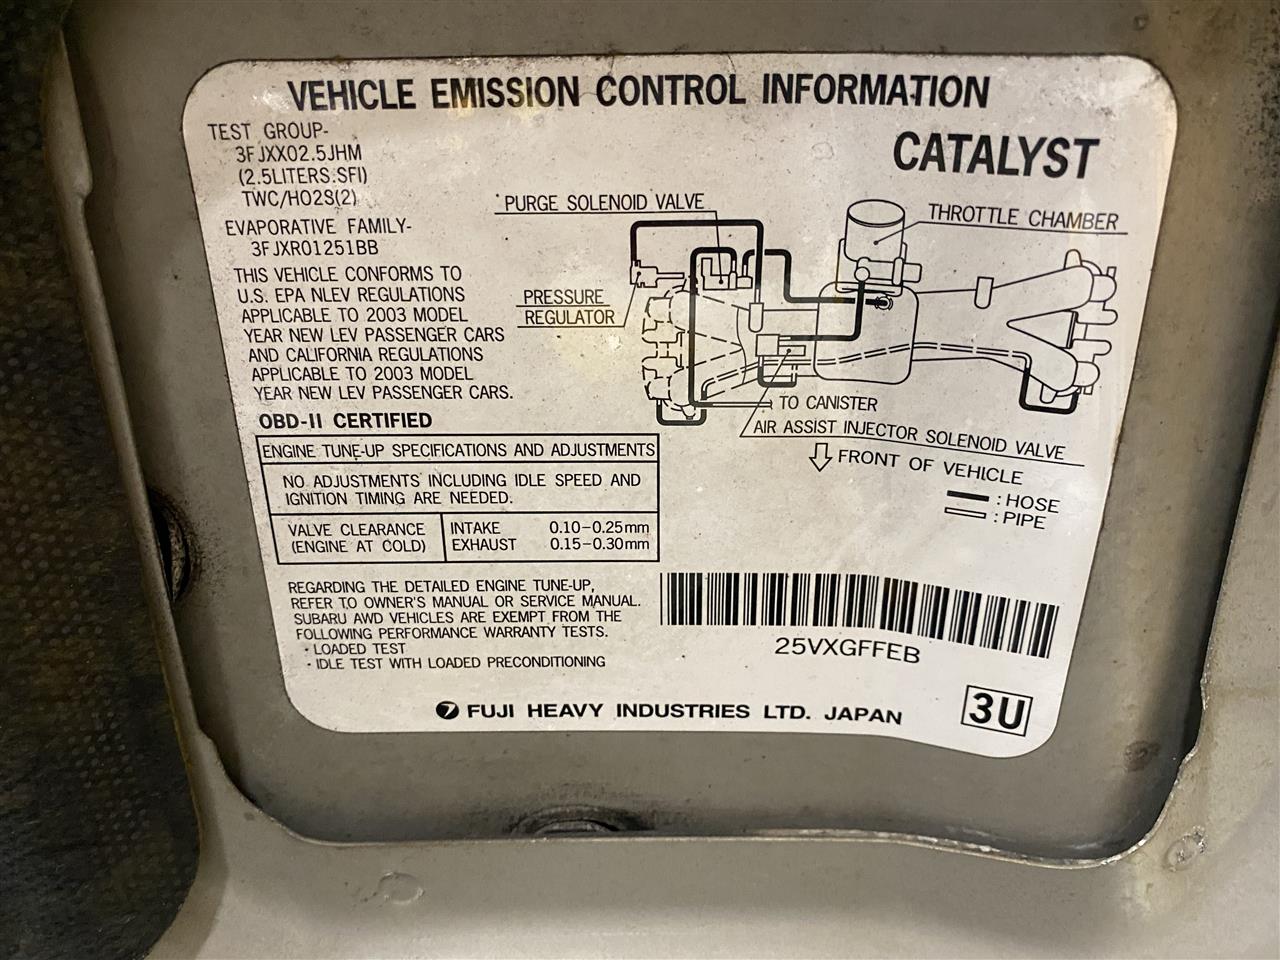 VEHICLE EMISSION CONTROL INFORMATION
CATALYST
TEST GROUP-
3FJXX02.5JHM
(2.5LITERS:SFI)
TWC/HO2S(2)
EVAPORATIVE FAMILY-
3FJXR01251BB
THIS VEHICLE CONFORMS TO
U.S. EPA NLEV REGULATIONS
APPLICABLE TO 2003 MODEL
YEAR NEW LEV PASSENGER CARS
AND CALIFORNIA REGULATIONS
APPLICABLE TO 2003 MODEL
YEAR NEW LEV PASSENGER CARS.
OBD-II CERTIFIED
PURGE SOLENOID VALVE
THROTTLE CHAMBER
PRESSURE
REGULATOR
TO CANISTER
AIR ASSIST INJECTOR SOLENOID VALVE
FRONT OF VEHICLE
:HOSE
:PIPE
ENGINE TUNE-UP SPECIFICATIONS AND ADJUSTMENTS
NO ADJUSTMENTS INCLUDING IDLE SPEED AND
IGNITION TIMING ARE NEEDED.
VALVE CLEARANCE
(ENGINE AT COLD)
INTAKE 0.10-0.25mm
EXHAUST 0.15-0.30mm
REGARDING THE DETAILED ENGINE TUNE-UP,
REFER TO OWNER'S MANUAL OR SERVICE MANUAL.
SUBARU AWD VEHICLES ARE EXEMPT FROM THE
FOLLOWING PERFORMANCE WARRANTY TESTS.
· LOADED TEST
· IDLE TEST WITH LOADED PRECONDITIONING
25VXGFFEB
FUJI HEAVY INDUSTRIES LTD. JAPAN
3U